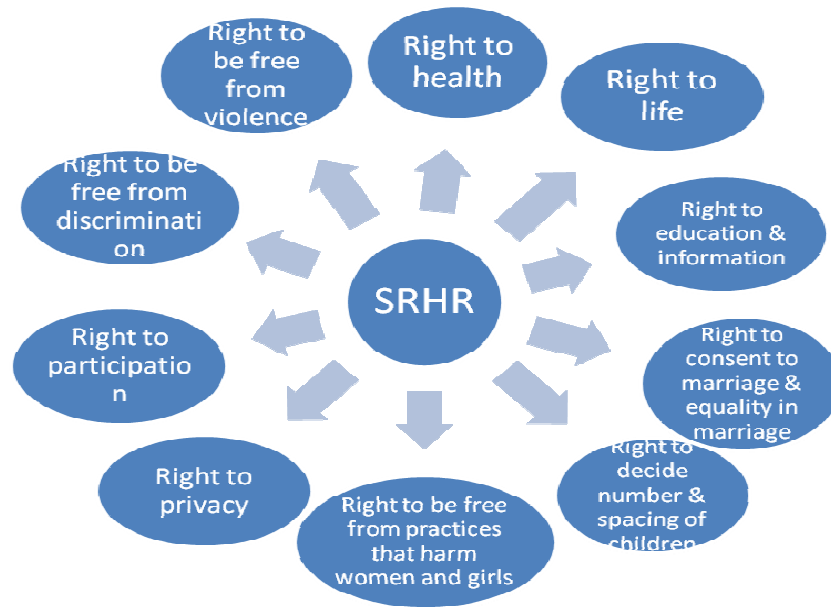 Right to
be free
from
violence
Right to
health
Right to
life
Right to be
free from
discriminati
on
Right to
education &
information
SRHR
Right to
participatio
n
Right to
consent to
marriage &
equality in
marriage
Right to
privacy
Right to be free
from practices
that harm
women and girls
Right to
decide
number &
spacing of
children